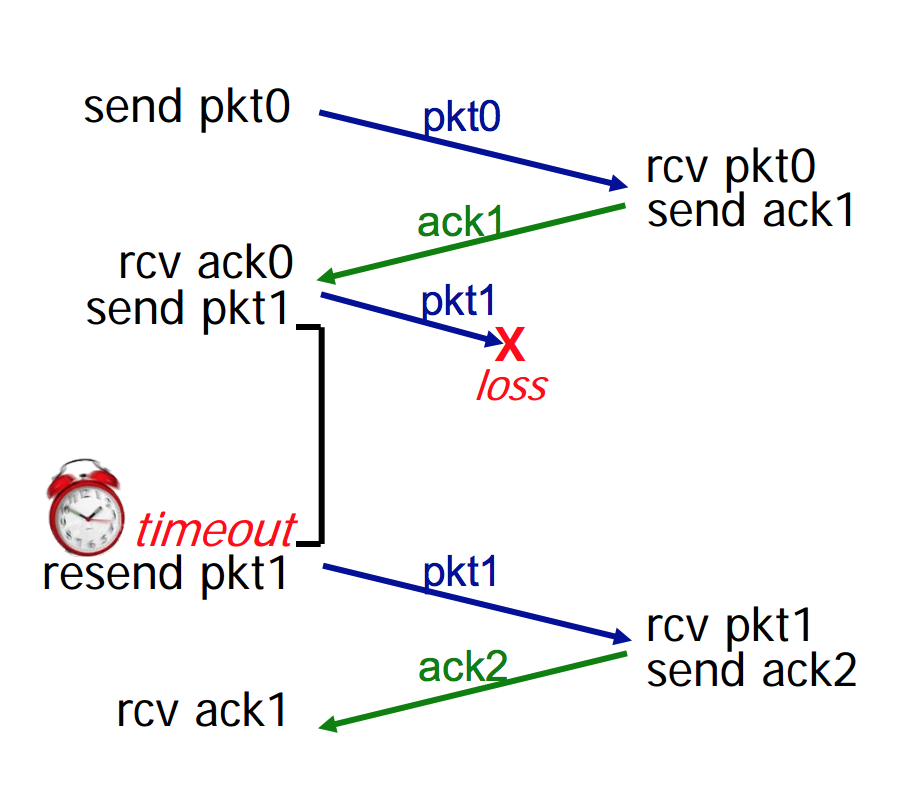 send pkt0
pkt0
rcv pkt0
send ack1
ack1
rcv ack0
send pkt1
pkt1
X
loss
timeout
resend pkt1
pkt1
rcv pkt1
send ack2
ack2
rcv ack1